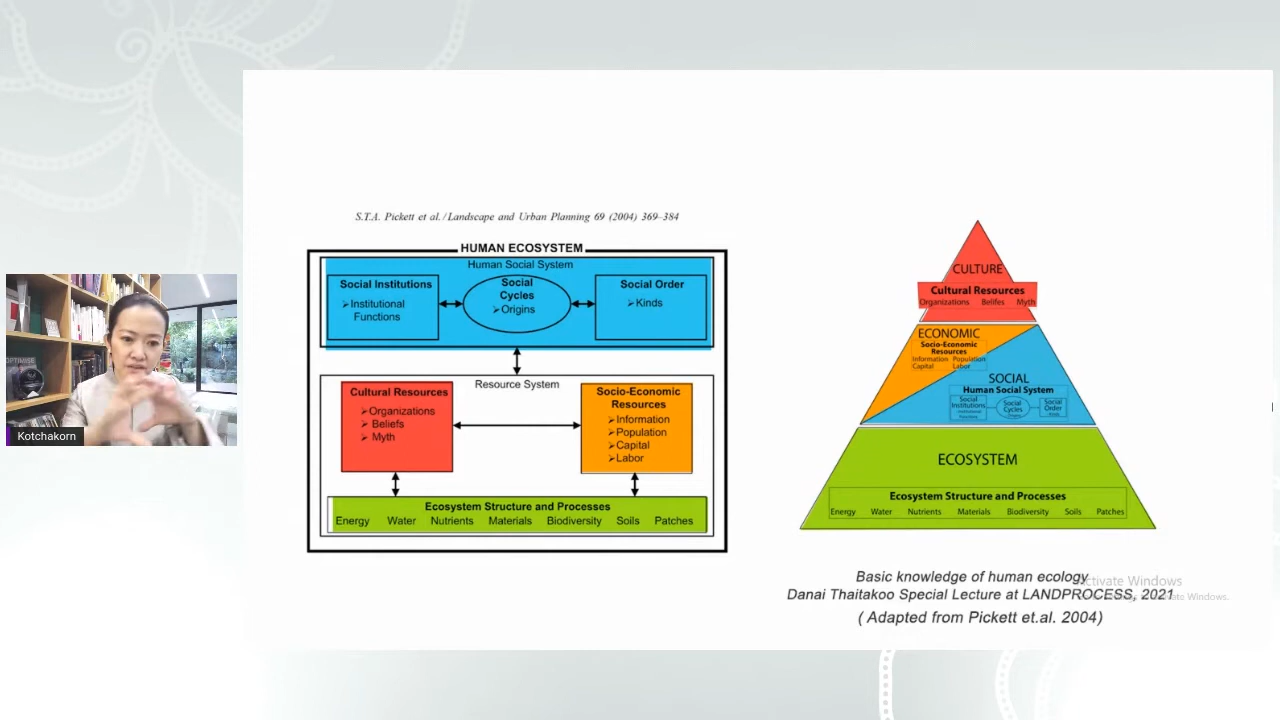 S.T.A. Pickett et al. / Landscape and Urban Planning 69 (2004) 369–384
HUMAN ECOSYSTEM
Human Social System
Social Institutions
➢Institutional
Functions
Social
Cycles
➢Origins
Social Order
➢Kinds
Resource System
Cultural Resources
➢Organizations
➢Beliefs
➢Myth
Socio-Economic
Resources
➢Information
➢Population
➢Capital
➢Labor
Ecosystem Structure and Processes
Energy Water Nutrients Materials Biodiversity Soils Patches
CULTURE
Cultural Resources
Organizations Belifes Myth
ECONOMIC
Socio-Economic
Resources
Information Population
Capital Labor
SOCIAL
Human Social System
Social
Institutions
Social
Cycles
Social
Order
ECOSYSTEM
Ecosystem Structure and Processes
Energy Water Nutrients Materials Biodiversity Soils Patches
Basic knowledge of human ecology
Danai Thaitakoo Special Lecture at LANDPROCESS, 2021
( Adapted from Pickett et.al. 2004)
Activate Windows
Activate Windows.
Kotchakorn
OPTIMISE